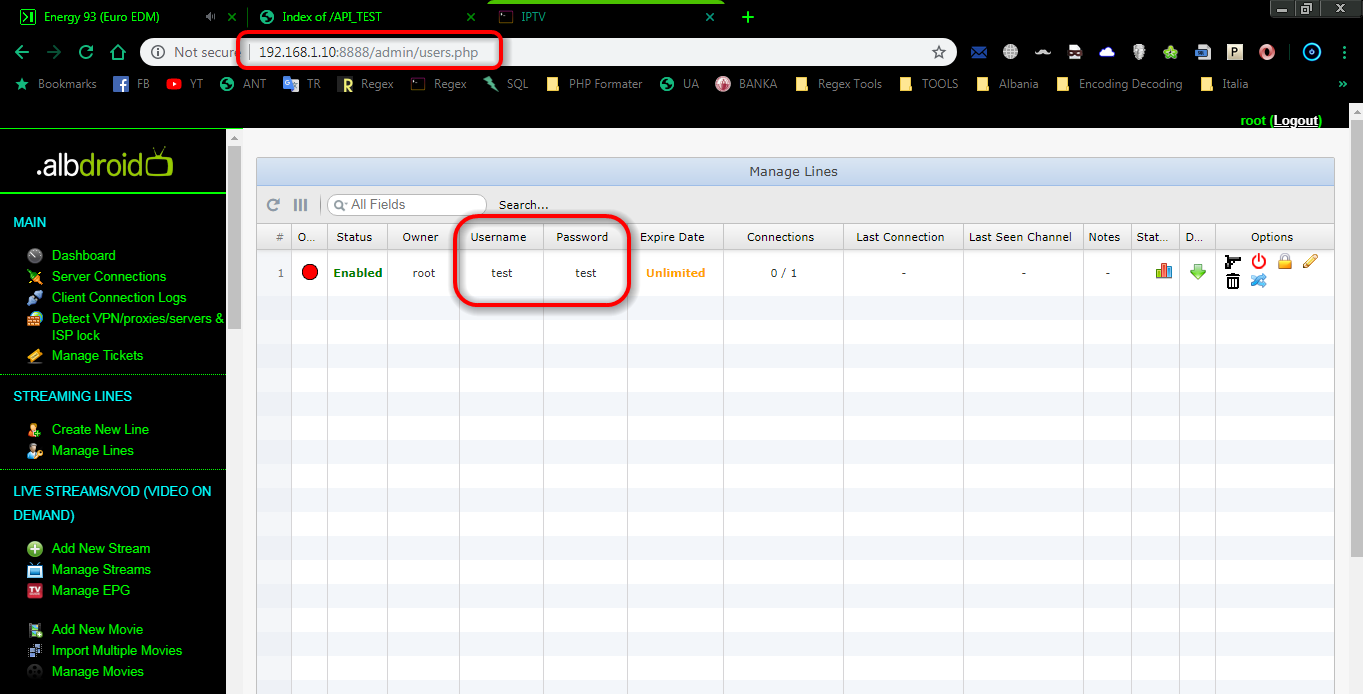 Energy 93 (Euro EDM)
Index of /API_TEST
IPTV
Not secure
192.168.1.10:8888/admin/users.php
Bookmarks FB YT ANT TR Regex Regex SQL PHP Formater UA BANKA Regex Tools TOOLS Albania Encoding Decoding Italia
root (Logout)
.albdroid
MAIN
Dashboard
Server Connections
Client Connection Logs
Detect VPN/proxies/servers &
ISP lock
Manage Tickets
STREAMING LINES
Create New Line
Manage Lines
LIVE STREAMS/VOD (VIDEO ON
DEMAND)
Add New Stream
Manage Streams
Manage EPG
Add New Movie
Import Multiple Movies
Manage Movies
Manage Lines
All Fields Search...
# O... Status Owner Username Password Expire Date Connections Last Connection Last Seen Channel Notes Stat... D... Options
1 Enabled root test test Unlimited 0 / 1 - - -